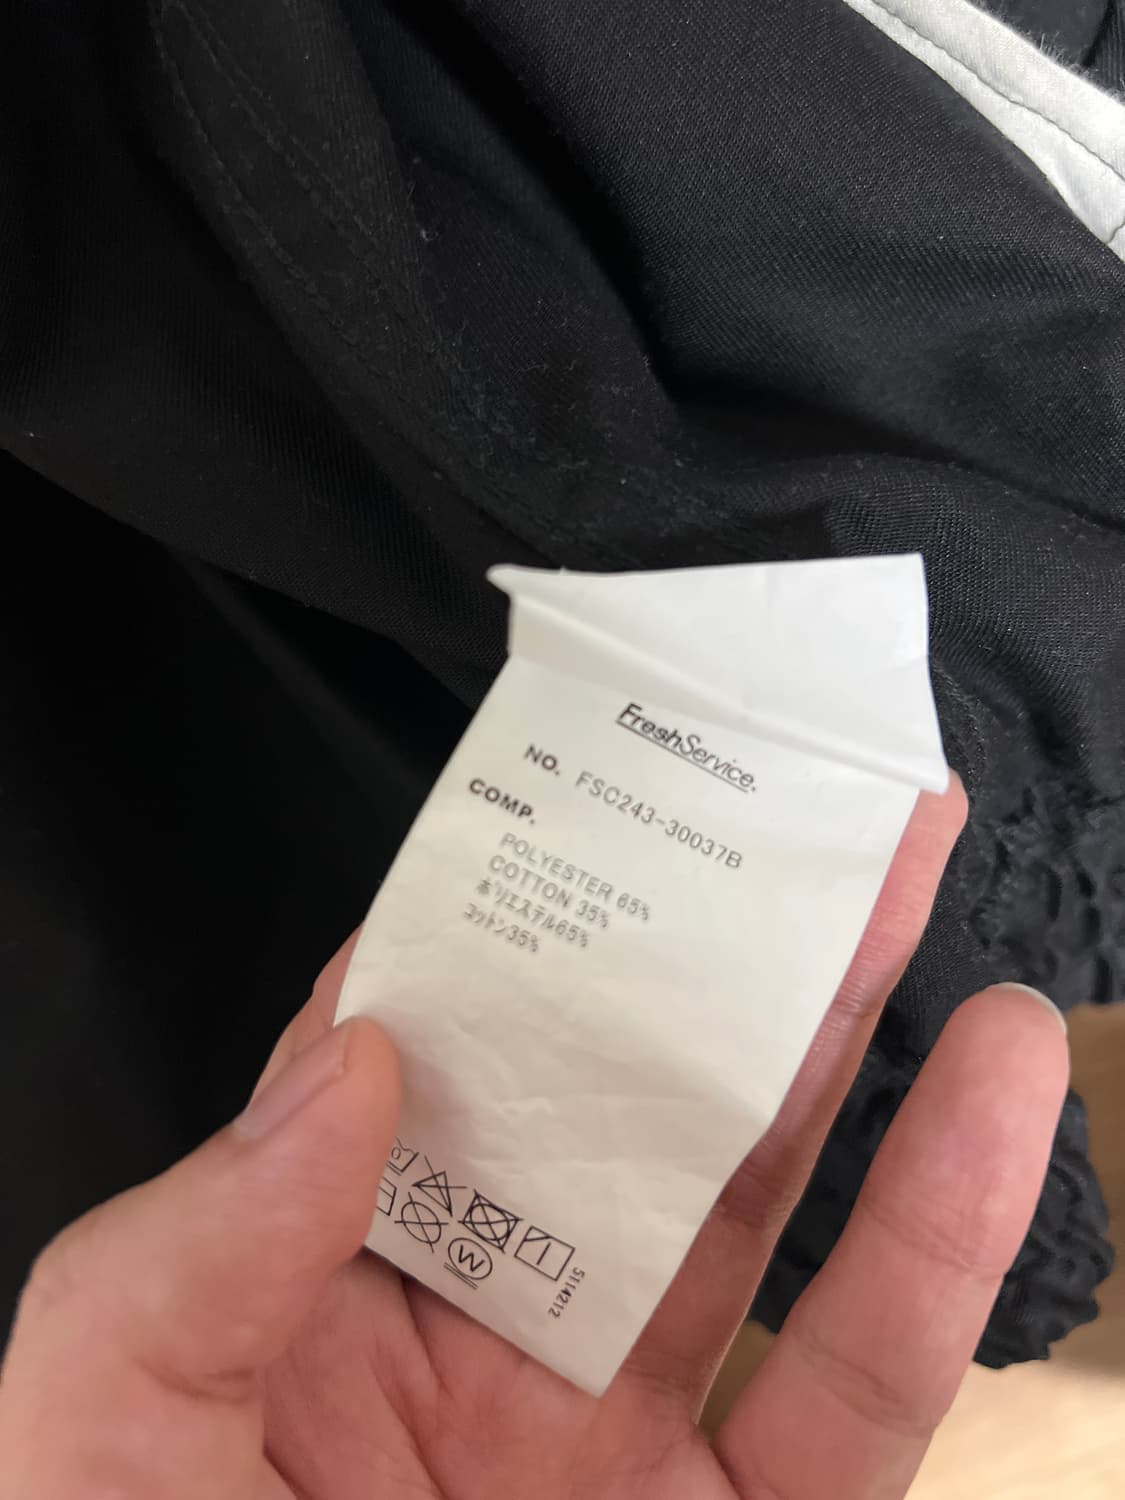 FreshService.
NO. FSC243-30037B
COMP.
POLYESTER 65%
COTTON 35%
ポリエステル65%
コットン35%
W
5114212